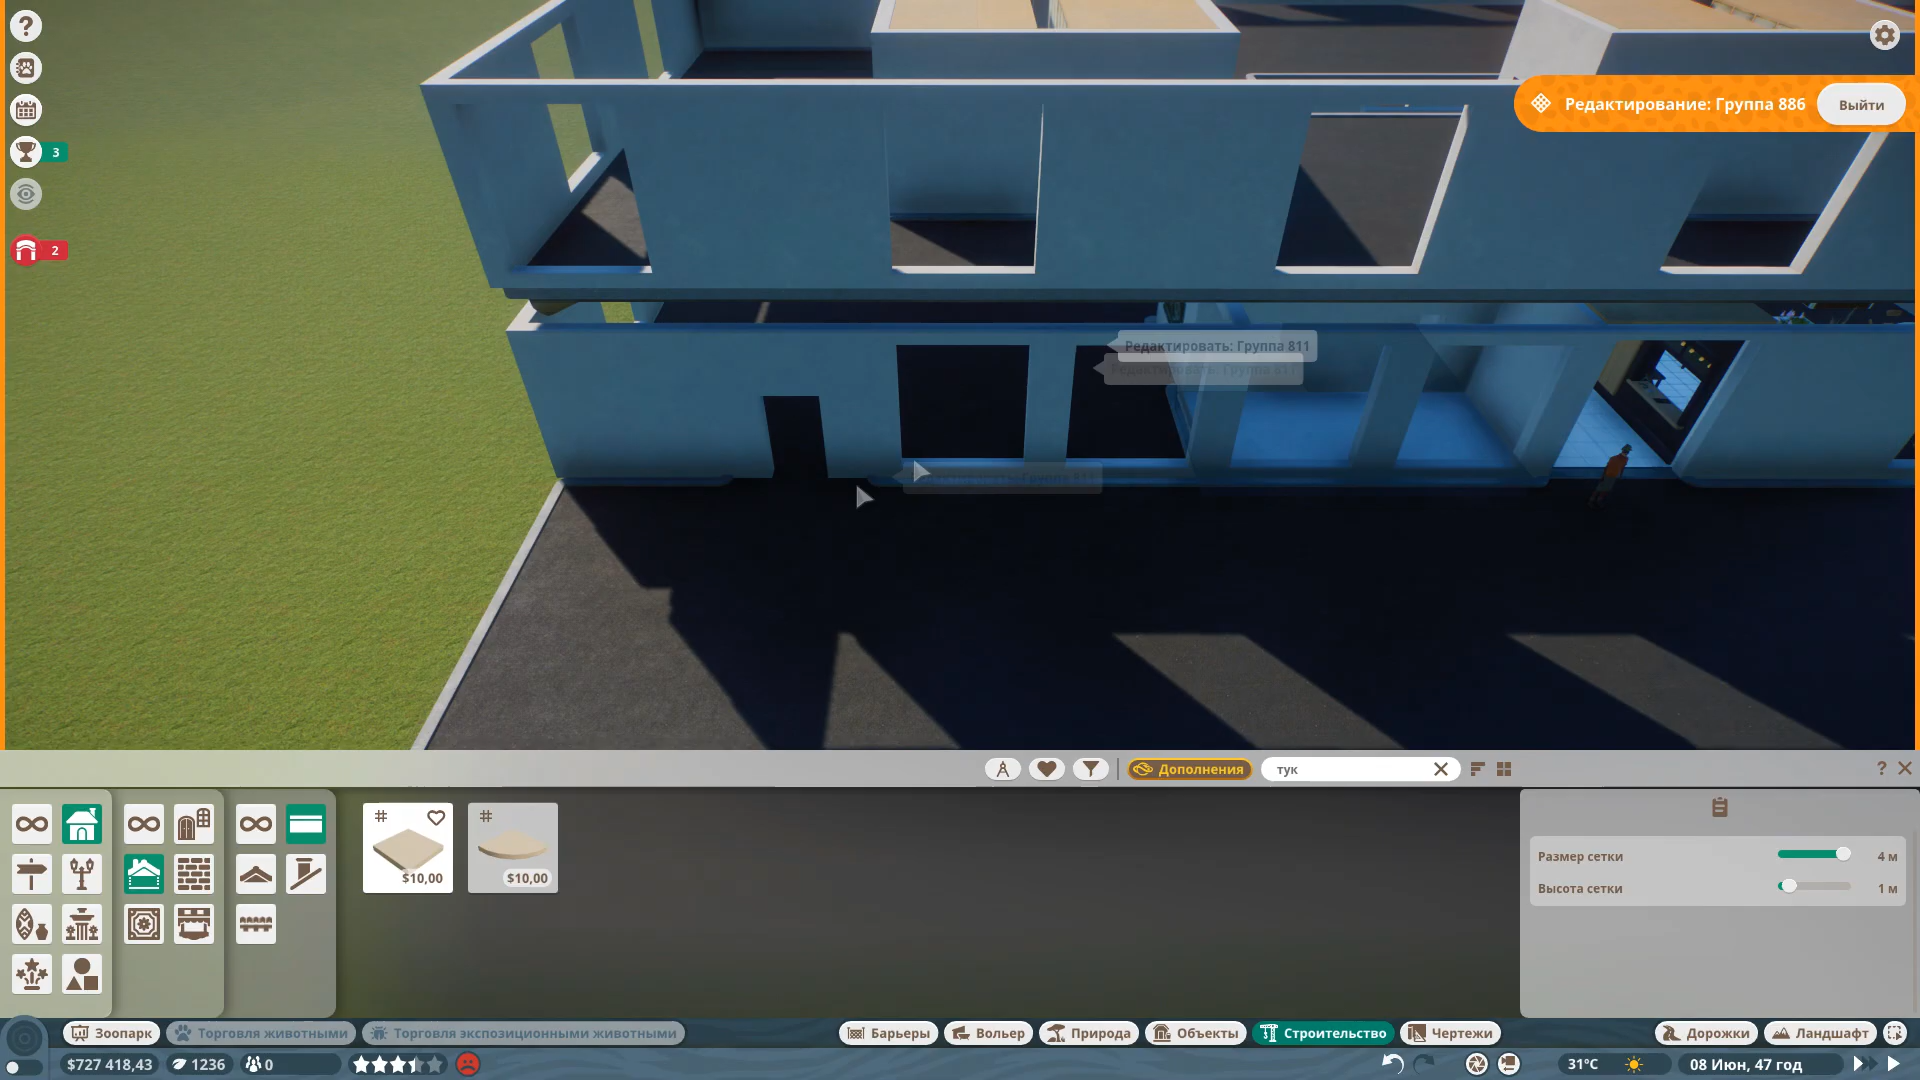 3
2
Редактирование: Группа 886
Выйти
Редактировать: Группа 811
Редактировать: Группа
Дополнения
тук
?
$10,00
$10,00
Размер сетки
4 м
Высота сетки
1 м
Зоопарк
Торговля животными
Торговля экспозиционными животными
Барьеры
Вольер
Природа
Объекты
Строительство
Чертежи
Дорожки
Ландшафт
$727 418,43
1236
0
31°C
08 Июн, 47 год